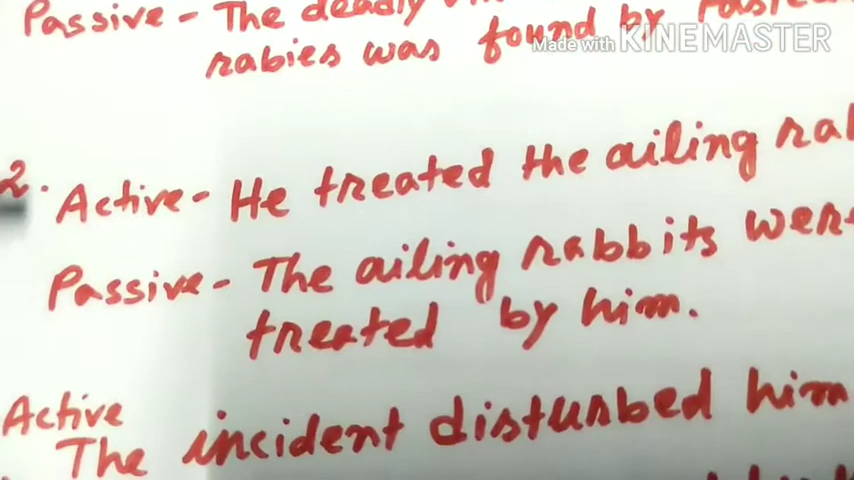 Passive - The deadly
rabies was found by
Made with KINEMASTER
2. Active - He treated the ailing
Passive - The ailing rabbits were
treated by him.
Active
The incident disturbed him